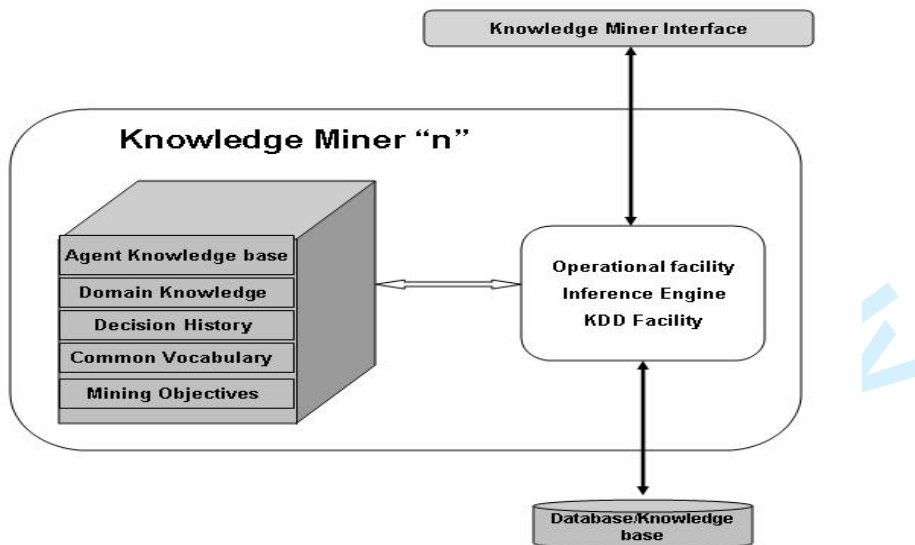 Knowledge Miner Interface
Knowledge Miner “n”
Agent Knowledge base
Domain Knowledge
Decision History
Common Vocabulary
Mining Objectives
Operational facility
Inference Engine
KDD Facility
Database/Knowledge
base